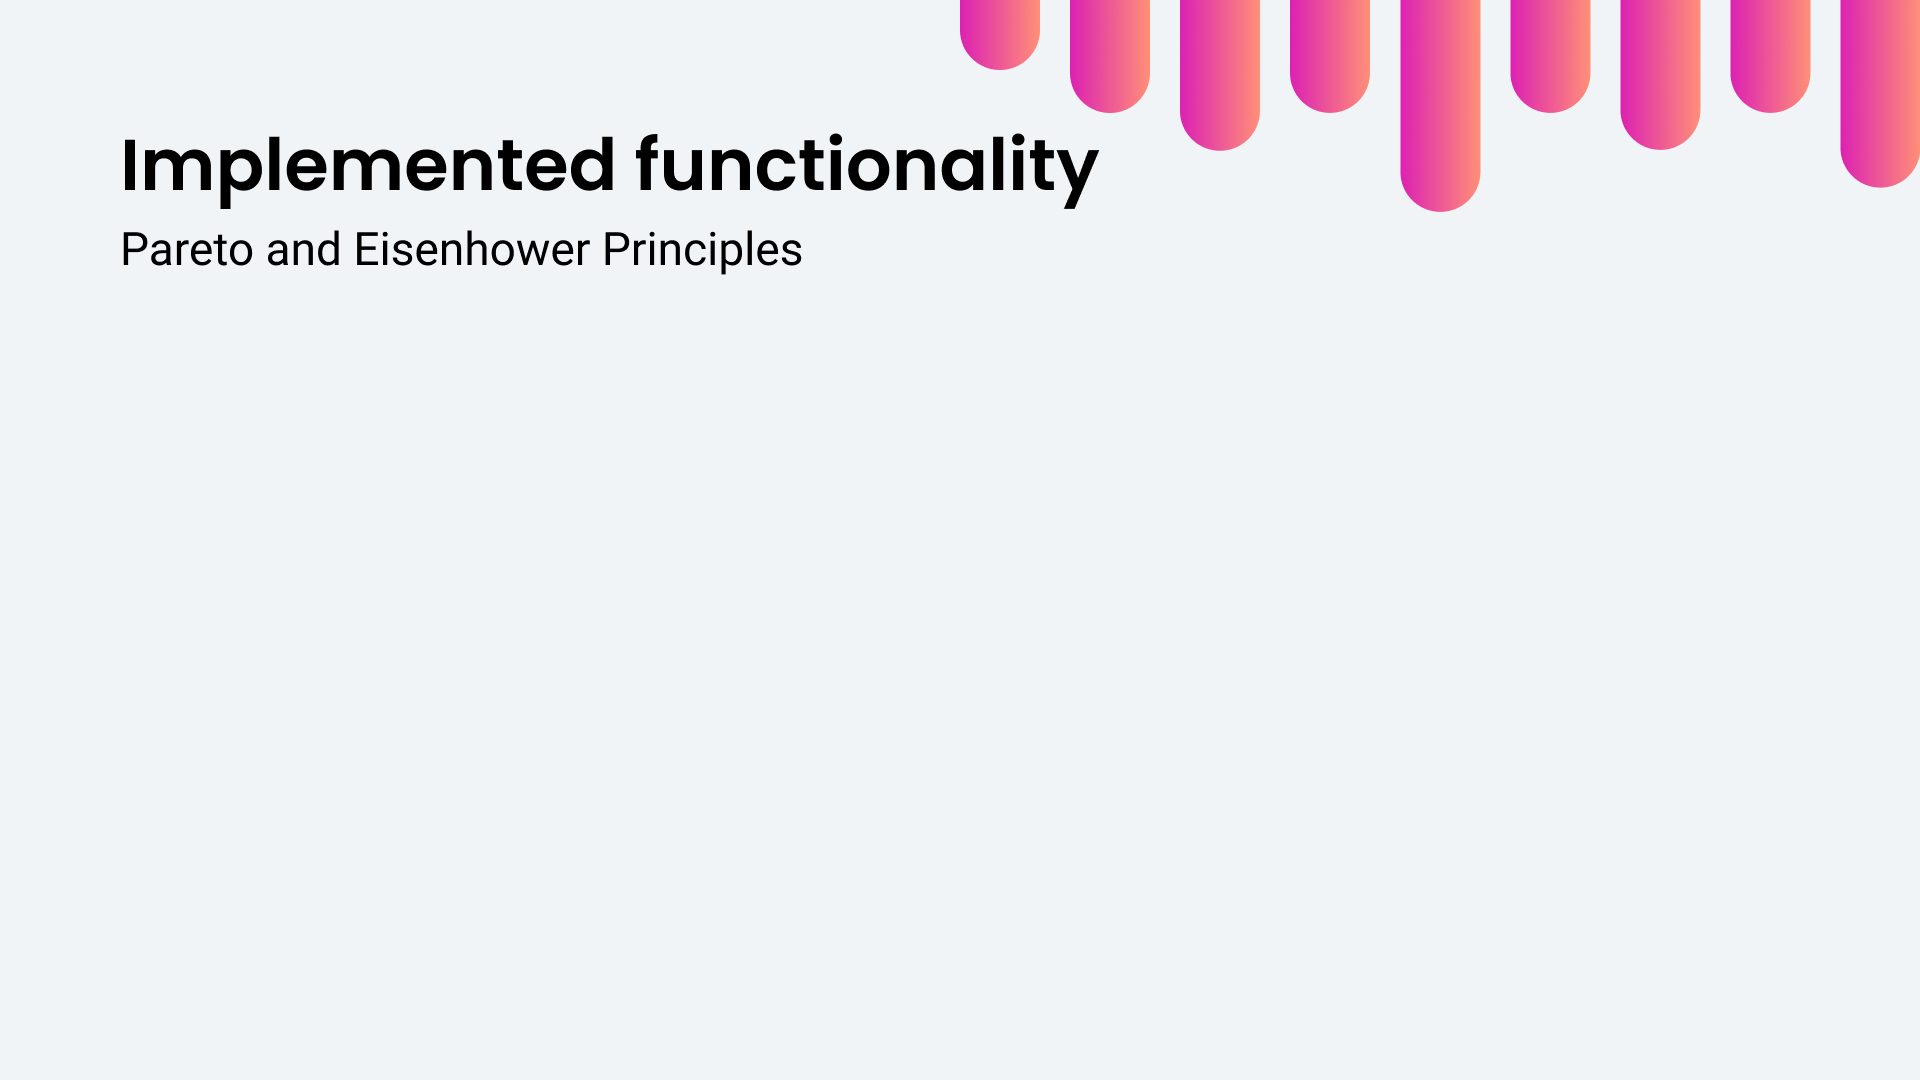 Implemented functionality
Pareto and Eisenhower Principles